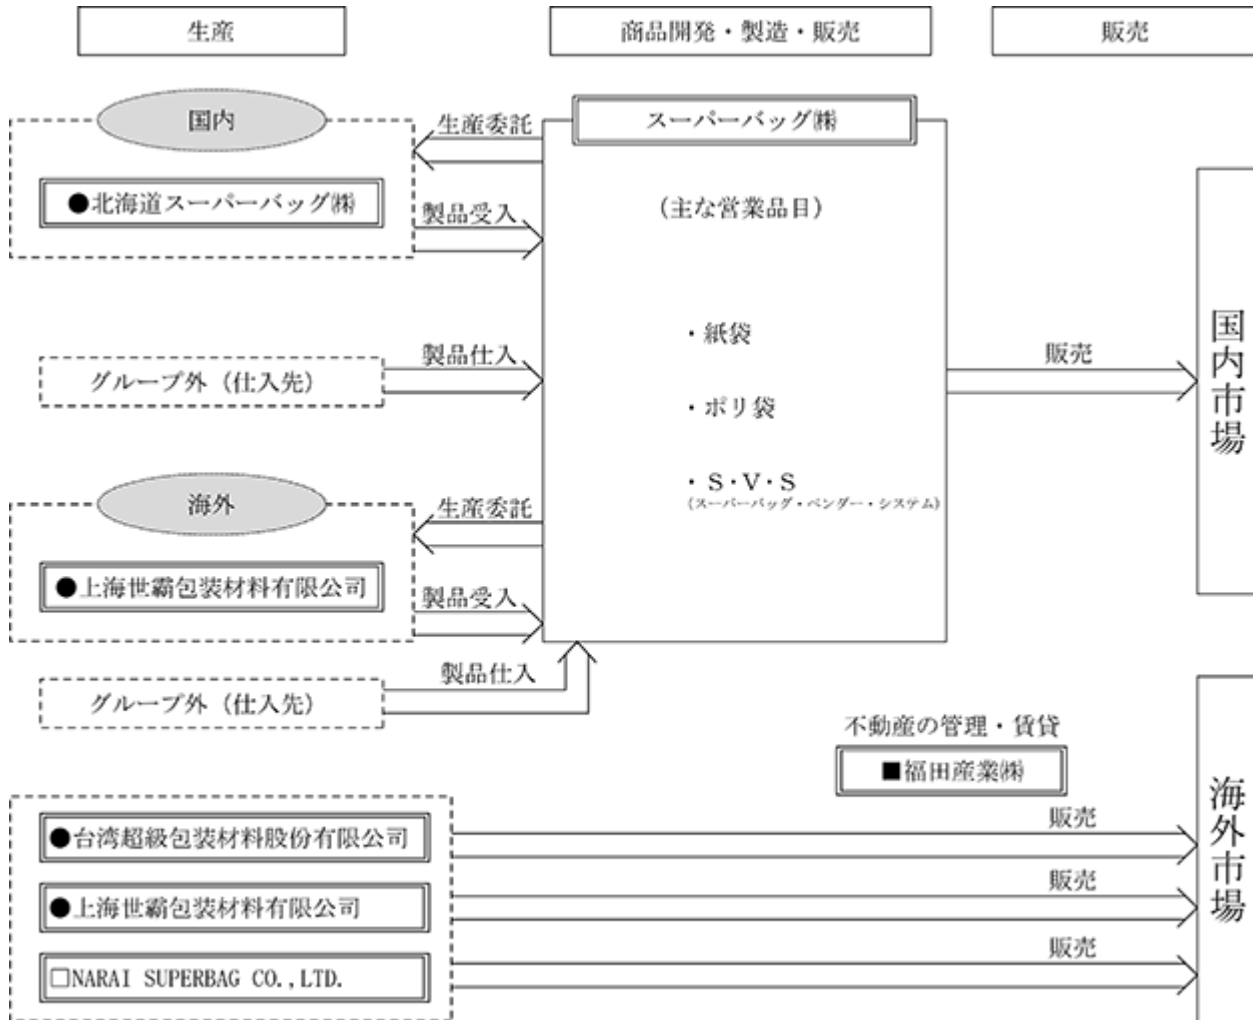 生産
商品開発・製造・販売
販売
国内
●北海道スーパーバッグ㈱
生産委託
製品受入
グループ外（仕入先）
製品仕入
海外
●上海世霸包装材料有限公司
生産委託
製品受入
グループ外（仕入先）
製品仕入
スーパーバッグ㈱
（主な営業品目）
・紙袋
・ポリ袋
・S・V・S
（スーパーバッグ・ベンダー・システム）
販売
国内市場
不動産の管理・賃貸
■福田産業㈱
●台湾超級包装材料股份有限公司
販売
●上海世霸包装材料有限公司
販売
□NARAI SUPERBAG CO.,LTD.
販売
海外市場